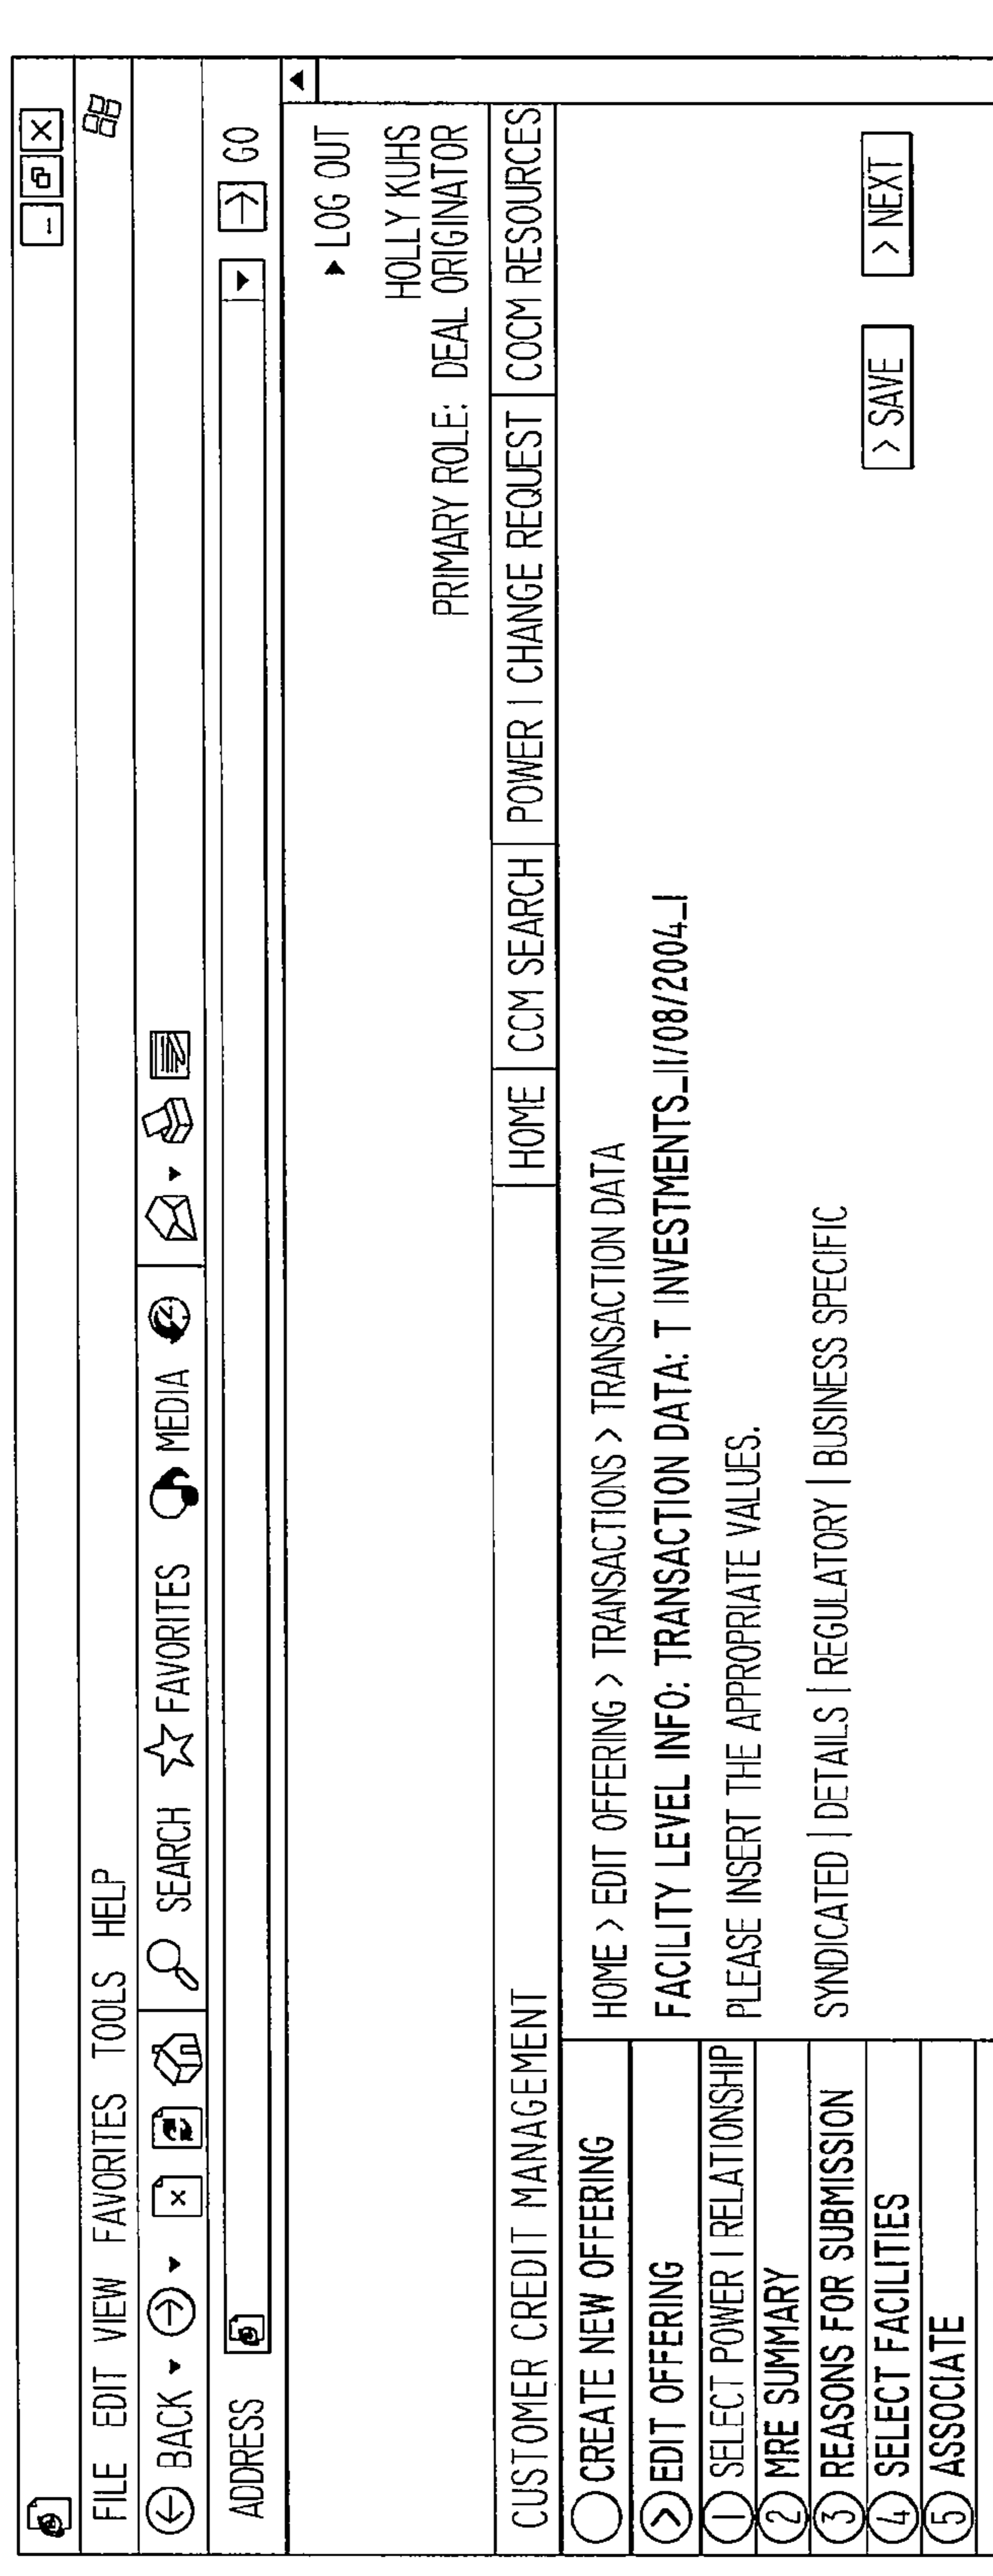 FILE EDIT VIEW FAVORITES TOOLS HELP
BACK SEARCH FAVORITES MEDIA
ADDRESS GO
LOG OUT
HOLLY KUHS
PRIMARY ROLE: DEAL ORIGINATOR
CUSTOMER CREDIT MANAGEMENT HOME CCM SEARCH POWER I CHANGE REQUEST COCM RESOURCES
CREATE NEW OFFERING
> EDIT OFFERING
1 SELECT POWER I RELATIONSHIP
2 MRE SUMMARY
3 REASONS FOR SUBMISSION
4 SELECT FACILITIES
5 ASSOCIATE
HOME > EDIT OFFERING > TRANSACTIONS > TRANSACTION DATA
FACILITY LEVEL INFO: TRANSACTION DATA: T INVESTMENTS_11/08/2004_1
PLEASE INSERT THE APPROPRIATE VALUES.
SYNDICATED | DETAILS | REGULATORY | BUSINESS SPECIFIC
> SAVE > NEXT